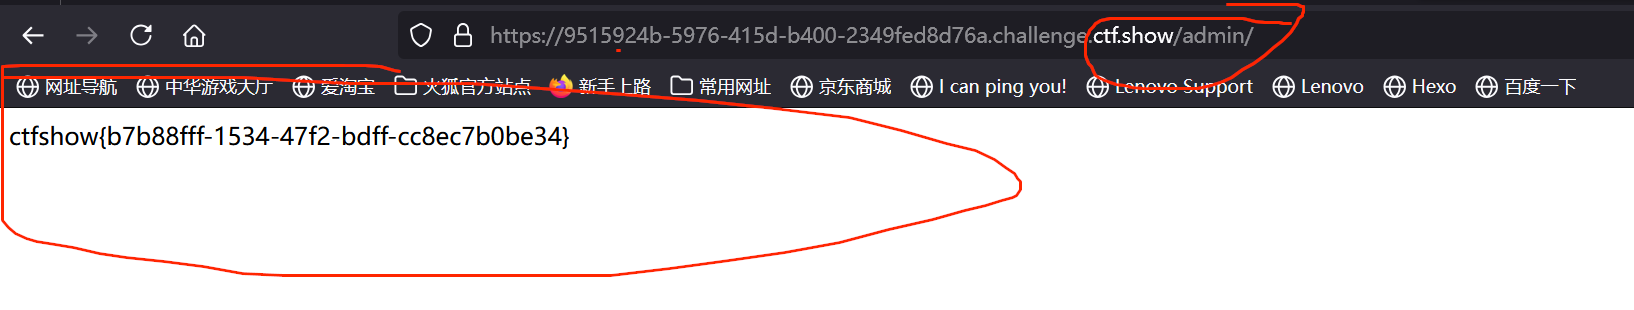 https://9515924b-5976-415d-b400-2349fed8d76a.challenge.ctf.show/admin/
网址导航 中华游戏大厅 爱淘宝 火狐官方站点 新手上路 常用网址 京东商城 I can ping you! Lenovo Support Lenovo Hexo 百度一下
ctfshow{b7b88fff-1534-47f2-bdff-cc8ec7b0be34}